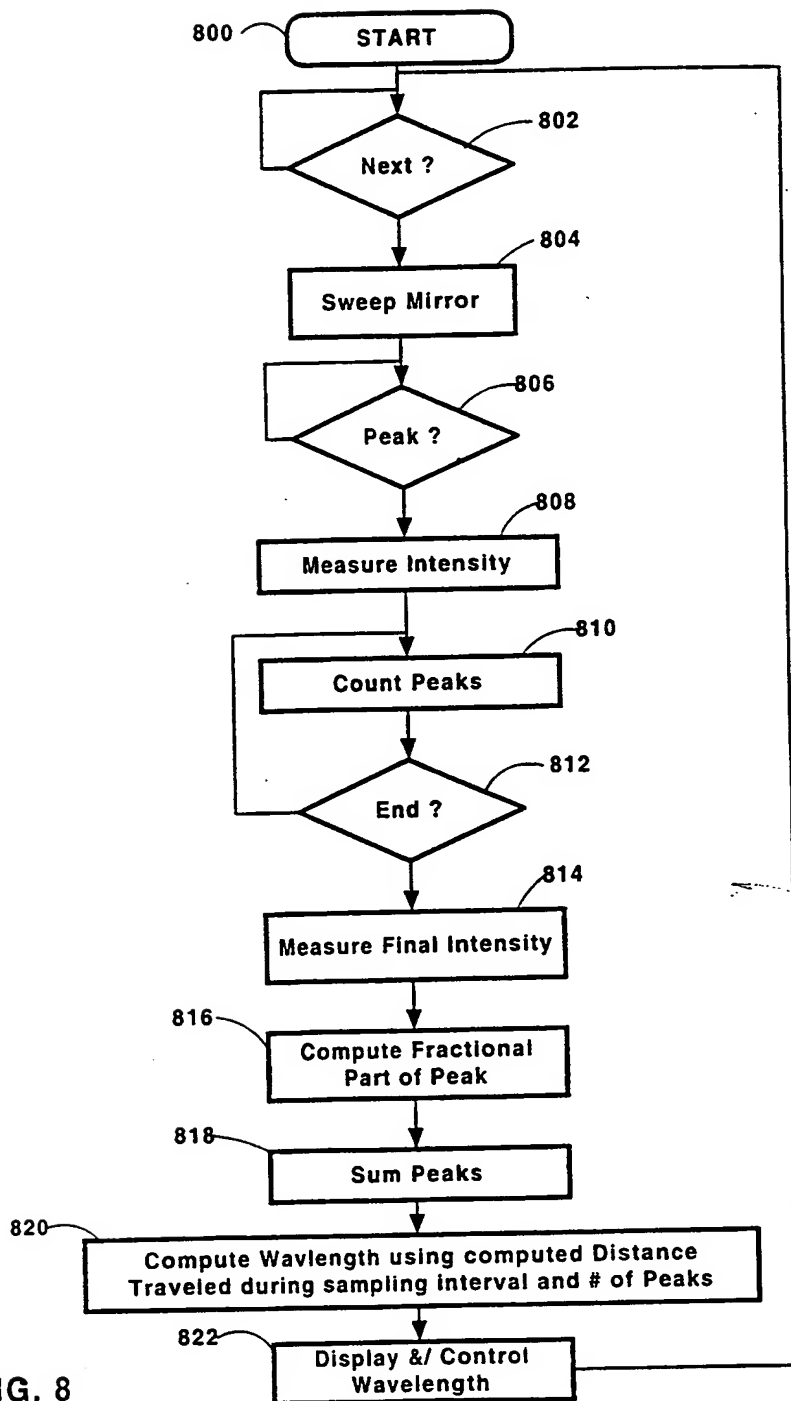 800
START
802
Next ?
804
Sweep Mirror
806
Peak ?
808
Measure Intensity
810
Count Peaks
812
End ?
814
Measure Final Intensity
816
Compute Fractional
Part of Peak
818
Sum Peaks
820
Compute Wavlength using computed Distance
Traveled during sampling interval and # of Peaks
822
Display &/ Control
Wavelength
IG. 8